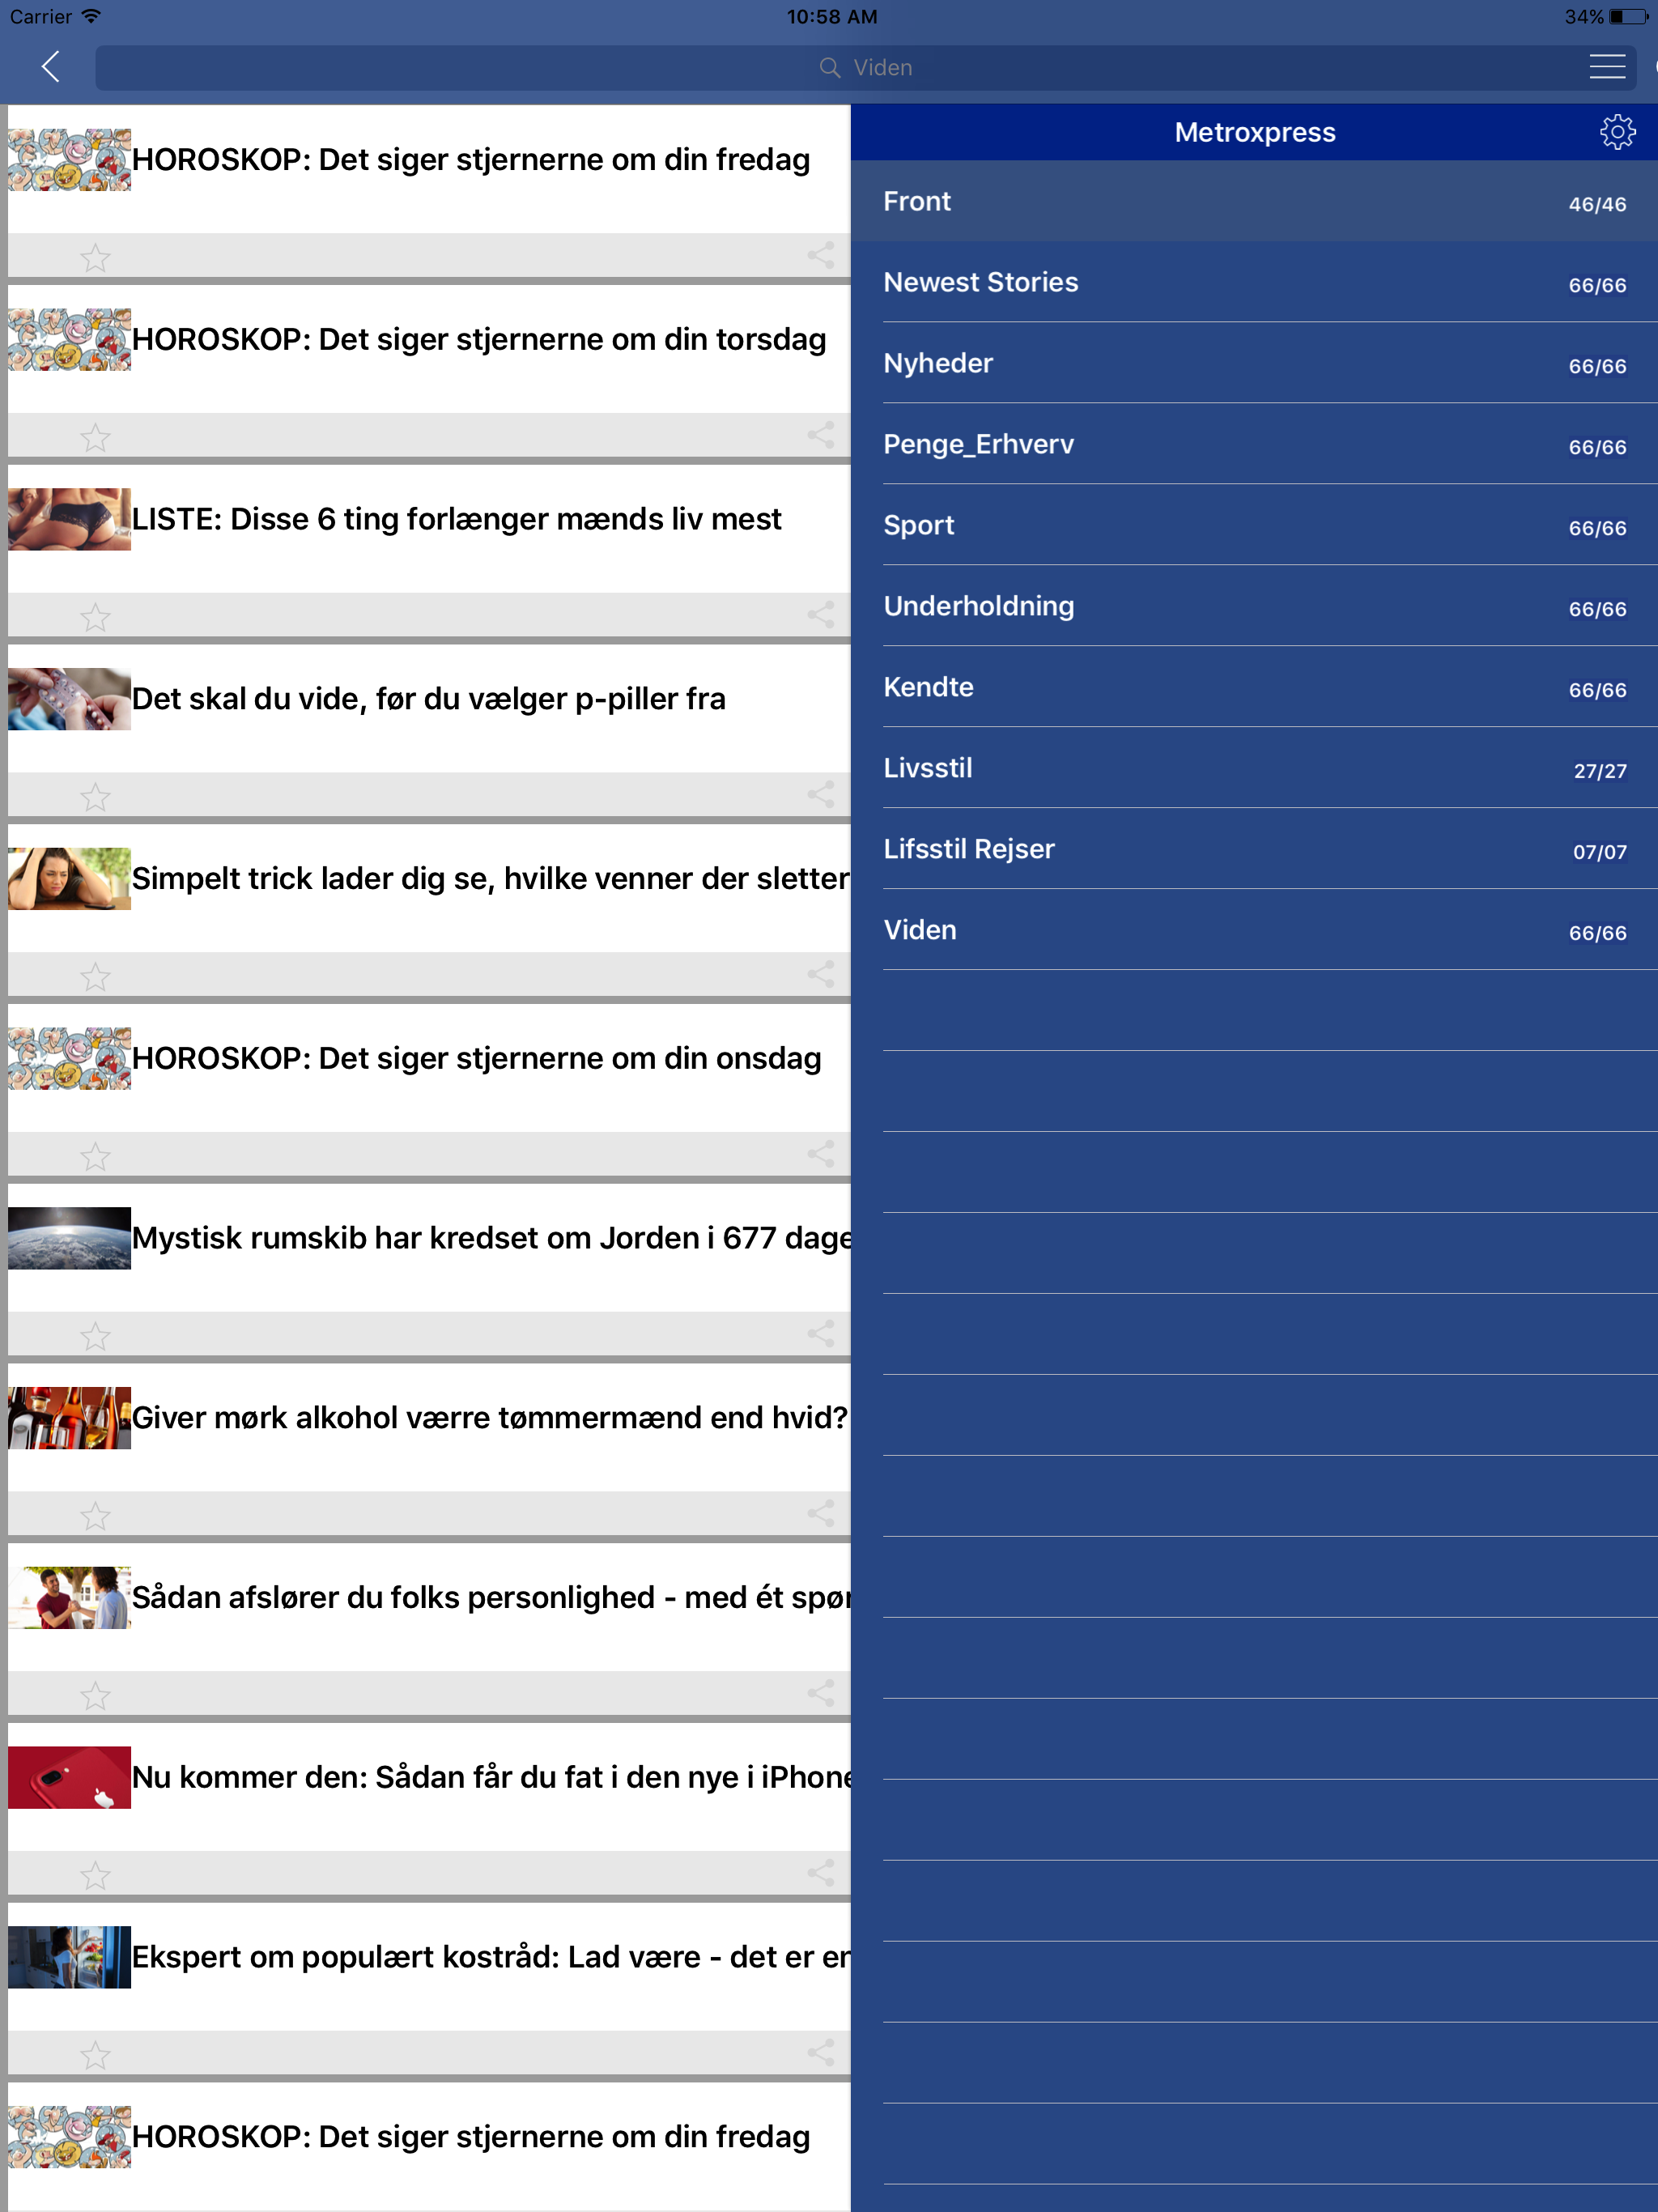 Carrier
10:58 AM
34%
Viden
HOROSKOP: Det siger stjernerne om din fredag
HOROSKOP: Det siger stjernerne om din torsdag
LISTE: Disse 6 ting forlænger mænds liv mest
Det skal du vide, før du vælger p-piller fra
Simpelt trick lader dig se, hvilke venner der sletter
HOROSKOP: Det siger stjernerne om din onsdag
Mystisk rumskib har kredset om Jorden i 677 dage
Giver mørk alkohol værre tømmermænd end hvid?
Sådan afslører du folks personlighed - med ét spør
Nu kommer den: Sådan får du fat i den nye i iPhone
Ekspert om populært kostråd: Lad være - det er en
HOROSKOP: Det siger stjernerne om din fredag
Metroxpress
Front 46/46
Newest Stories 66/66
Nyheder 66/66
Penge_Erhverv 66/66
Sport 66/66
Underholdning 66/66
Kendte 66/66
Livsstil 27/27
Lifsstil Rejser 07/07
Viden 66/66